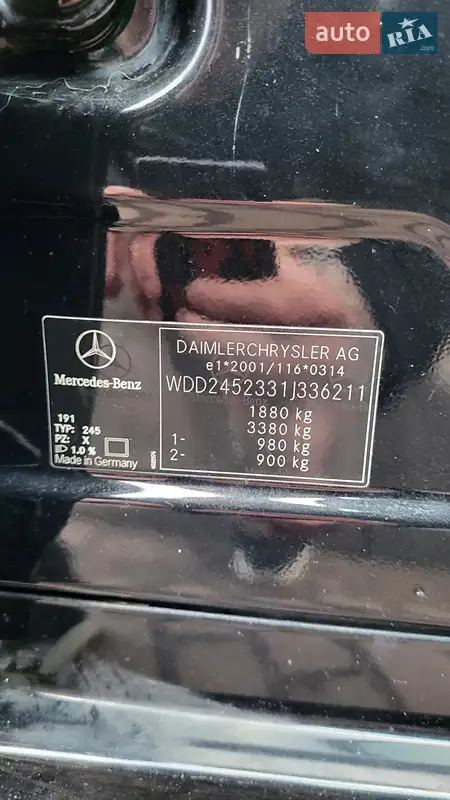 auto RIA.com
DAIMLERCHRYSLER AG
e1*2001/116*0314
WDD2452331J336211
1880 kg
3380 kg
1- 980 kg
2- 900 kg
Mercedes-Benz
191
TYP: 245
PZ: X
1.0 %
Made in Germany